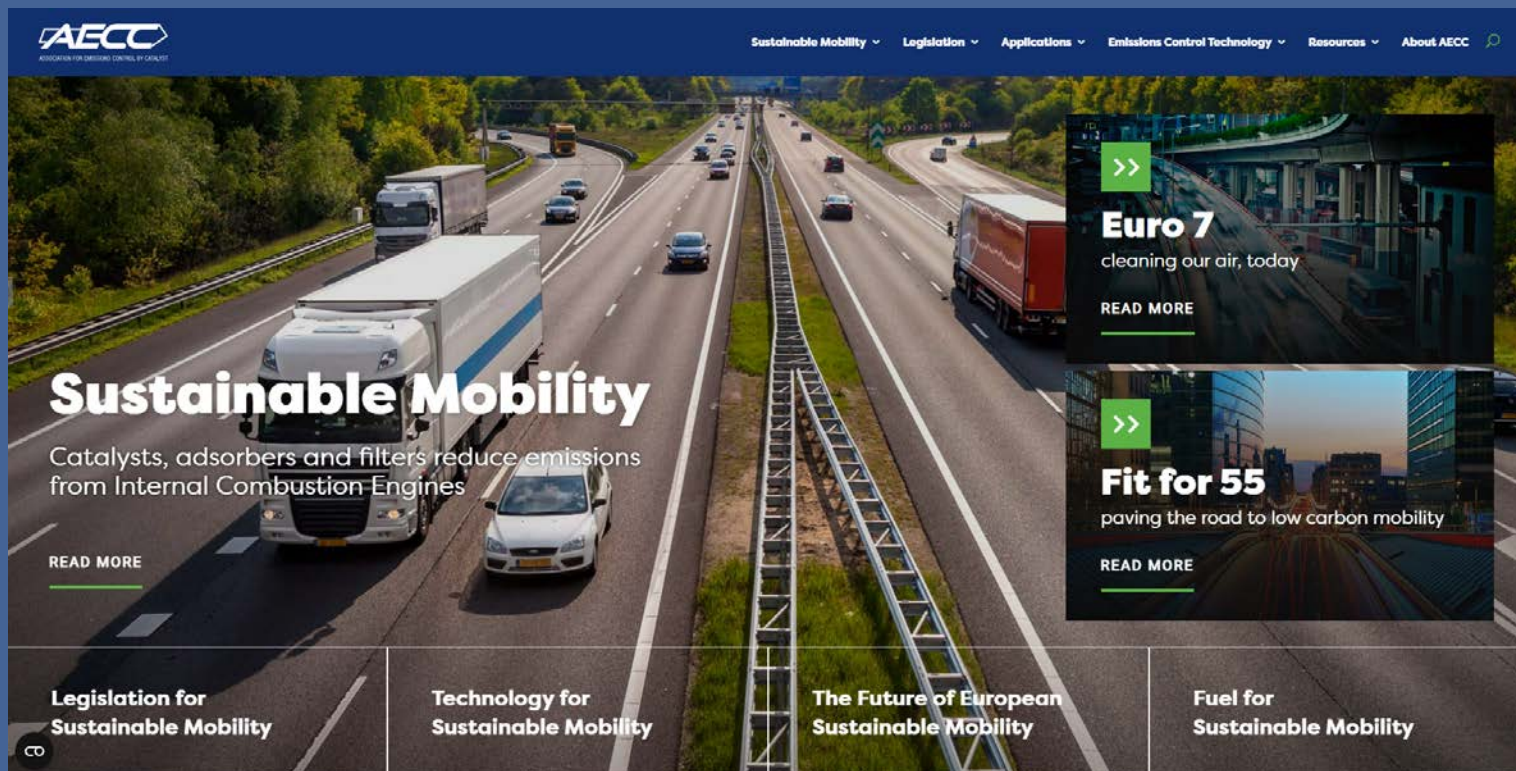 AECC
ASSOCIATION FOR EMISSIONS CONTROL BY CATALYST
Sustainable Mobility
Legislation
Applications
Emissions Control Technology
Resources
About AECC
Euro 7
cleaning our air, today
READ MORE
Sustainable Mobility
Catalysts, adsorbers and filters reduce emissions
from Internal Combustion Engines
READ MORE
Fit for 55
paving the road to low carbon mobility
READ MORE
Legislation for
Sustainable Mobility
Technology for
Sustainable Mobility
The Future of European
Sustainable Mobility
Fuel for
Sustainable Mobility